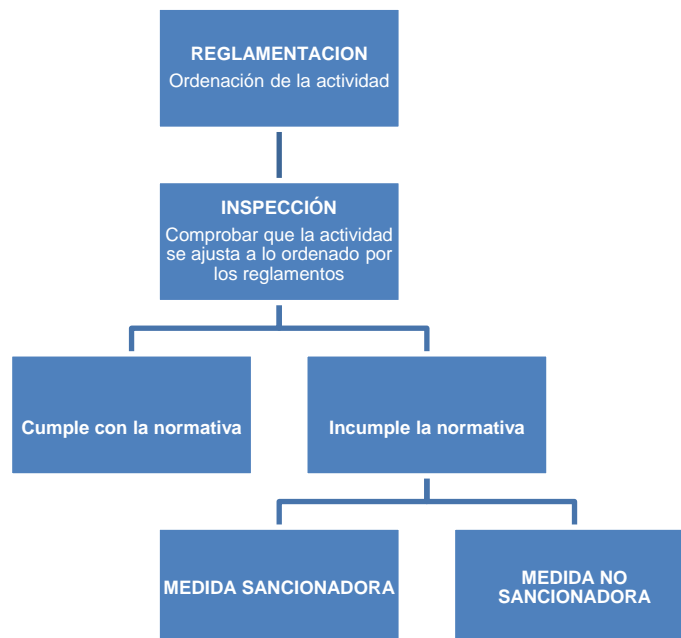 REGLAMENTACION
Ordenación de la actividad
INSPECCIÓN
Comprobar que la actividad
se ajusta a lo ordenado por
los reglamentos
Cumple con la normativa
Incumple la normativa
MEDIDA SANCIONADORA
MEDIDA NO
SANCIONADORA